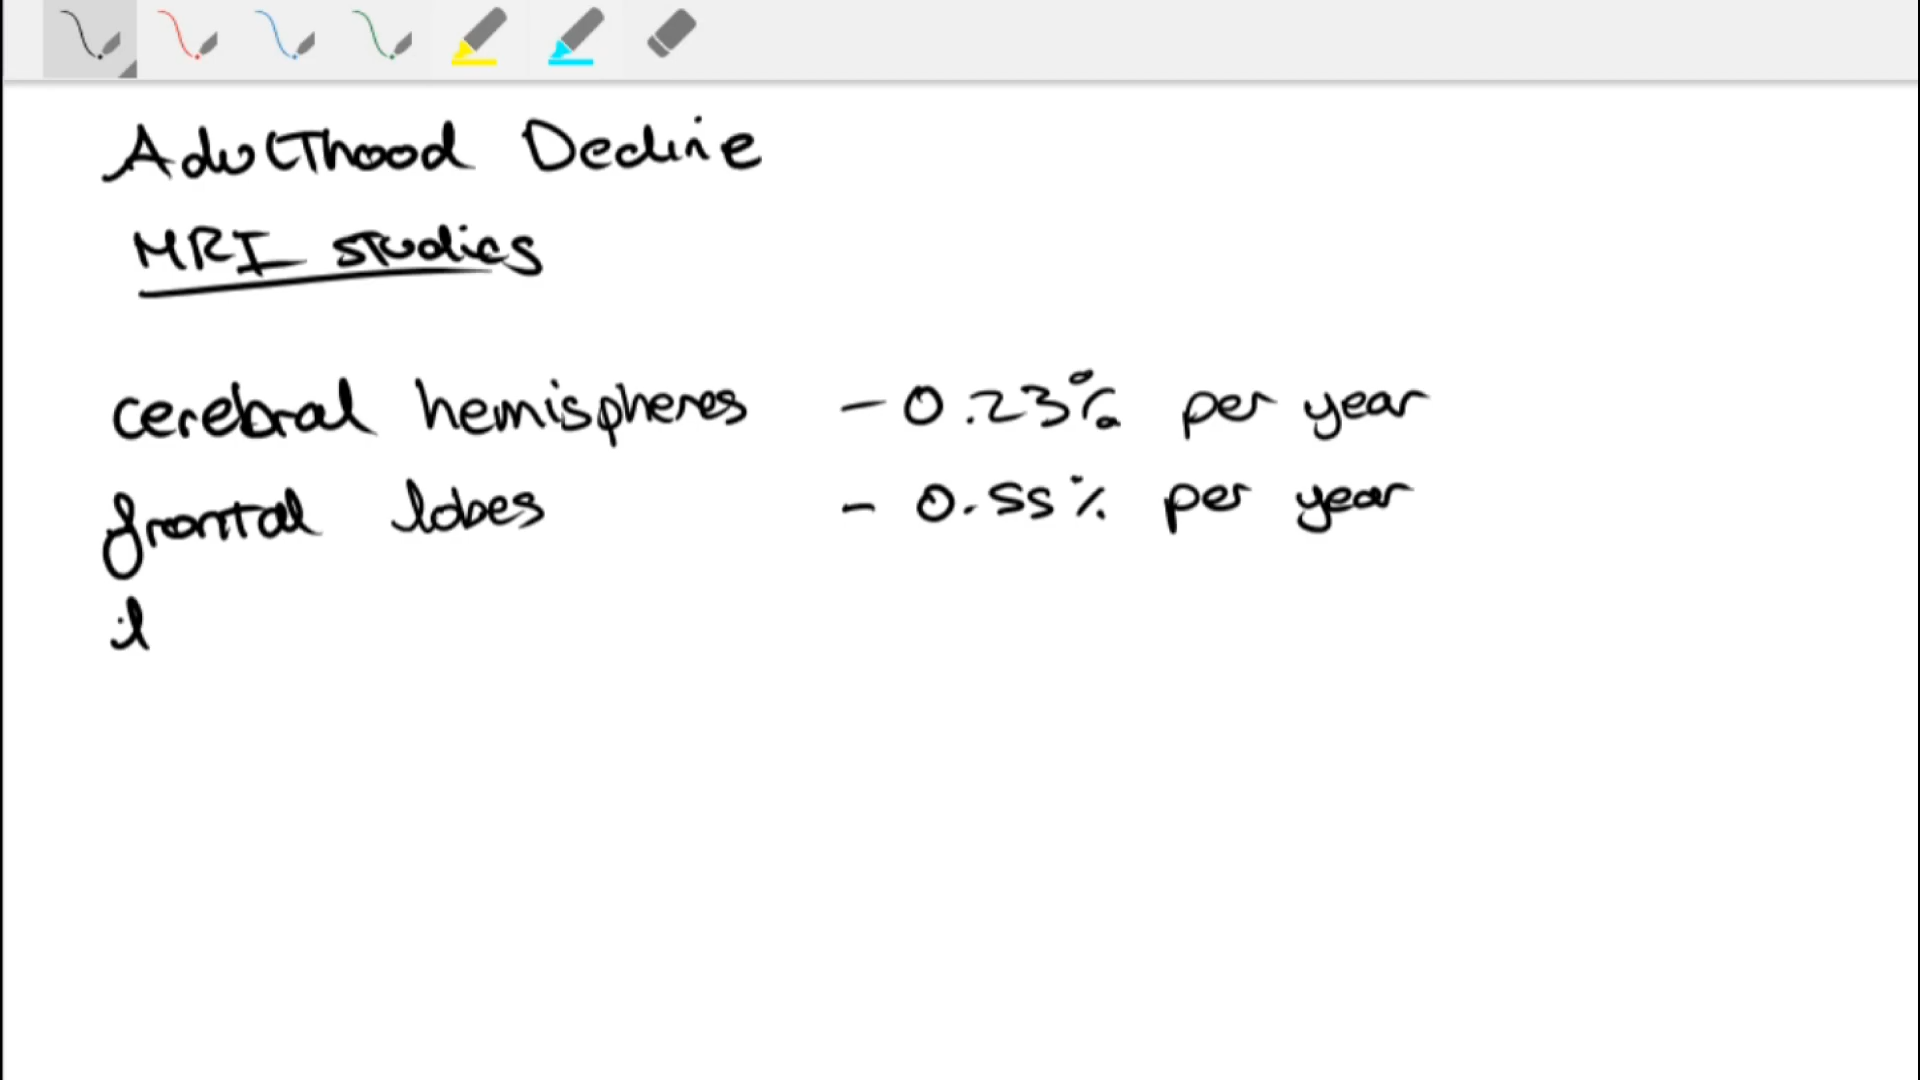 Adulthood Decline
MRI studies
cerebral hemispheres - 0.23% per year
frontal lobes - 0.55% per year